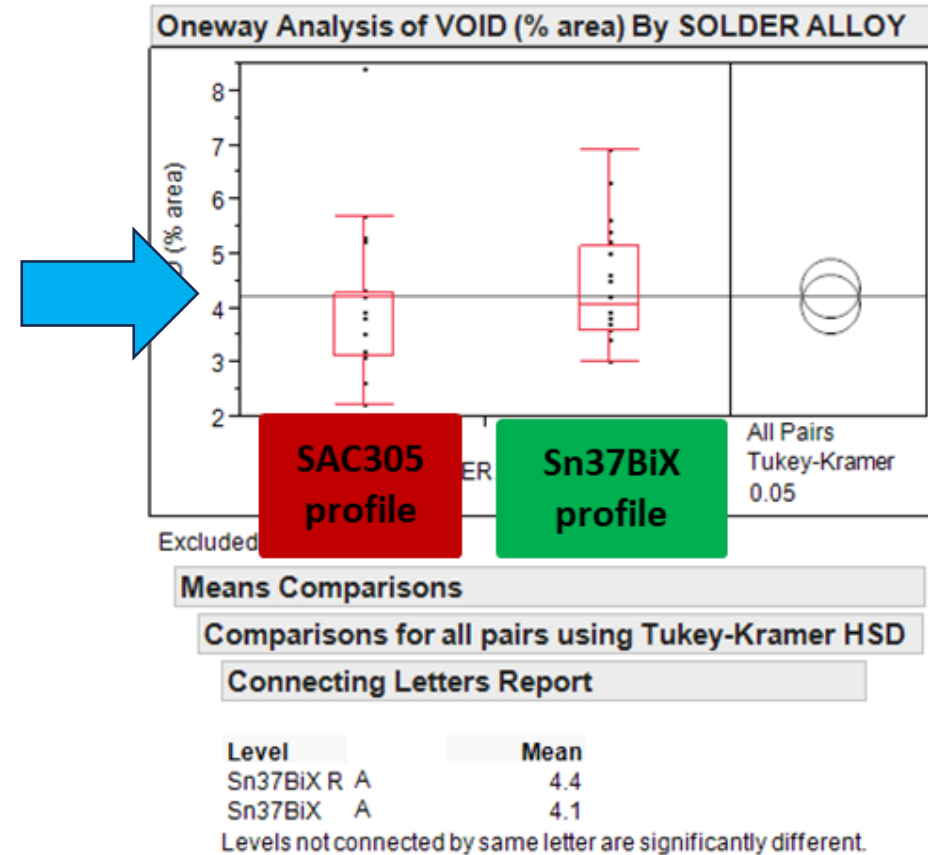 Oneway Analysis of VOID (% area) By SOLDER ALLOY
(% area)
8
7
6
5
4
3
2
SAC305
profile
ER
Sn37BiX
profile
All Pairs
Tukey-Kramer
0.05
Excluded
Means Comparisons
Comparisons for all pairs using Tukey-Kramer HSD
Connecting Letters Report
Level Mean
Sn37BiX R A 4.4
Sn37BiX A 4.1
Levels not connected by same letter are significantly different.